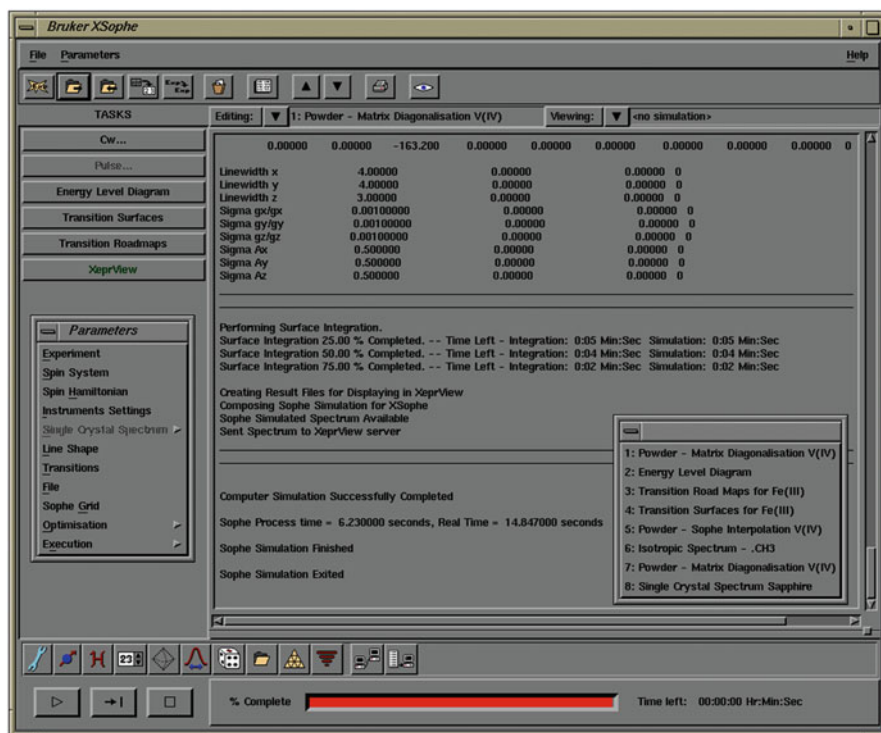 Bruker XSophe
File Parameters Help
TASKS
Editing: 1: Powder - Matrix Diagonalisation V(IV) Viewing: <no simulation>
Cw...
Pulse...
Energy Level Diagram
Transition Surfaces
Transition Roadmaps
XeprView
0.00000 0.00000 -163.200 0.00000 0.00000 0.00000 0.00000 0.00000 0.00000 0
Linewidth x 4.00000 0.00000 0.00000 0
Linewidth y 4.00000 0.00000 0.00000 0
Linewidth z 3.00000 0.00000 0.00000 0
Sigma gx/gx 0.00100000 0.00000 0.00000 0
Sigma gy/gy 0.00100000 0.00000 0.00000 0
Sigma gz/gz 0.00100000 0.00000 0.00000 0
Sigma Ax 0.500000 0.00000 0.00000 0
Sigma Ay 0.500000 0.00000 0.00000 0
Sigma Az 0.500000 0.00000 0.00000 0
Performing Surface Integration.
Surface Integration 25.00 % Completed. -- Time Left - Integration: 0:05 Min:Sec Simulation: 0:05 Min:Sec
Surface Integration 50.00 % Completed. -- Time Left - Integration: 0:04 Min:Sec Simulation: 0:04 Min:Sec
Surface Integration 75.00 % Completed. -- Time Left - Integration: 0:02 Min:Sec Simulation: 0:02 Min:Sec
Creating Result Files for Displaying in XeprView
Composing Sophe Simulation for XSophe
Sophe Simulated Spectrum Available
Sent Spectrum to XeprView server
Computer Simulation Successfully Completed
Sophe Process time = 6.230000 seconds, Real Time = 14.847000 seconds
Sophe Simulation Finished
Sophe Simulation Exited
Parameters
Experiment
Spin System
Spin Hamiltonian
Instruments Settings
Single Crystal Spectrum
Line Shape
Transitions
File
Sophe Grid
Optimisation
Execution
1: Powder - Matrix Diagonalisation V(IV)
2: Energy Level Diagram
3: Transition Road Maps for Fe(III)
4: Transition Surfaces for Fe(III)
5: Powder - Sophe Interpolation V(IV)
6: Isotropic Spectrum - .CH3
7: Powder - Matrix Diagonalisation V(IV)
8: Single Crystal Spectrum Sapphire
% Complete Time left: 00:00:00 Hr:Min:Sec